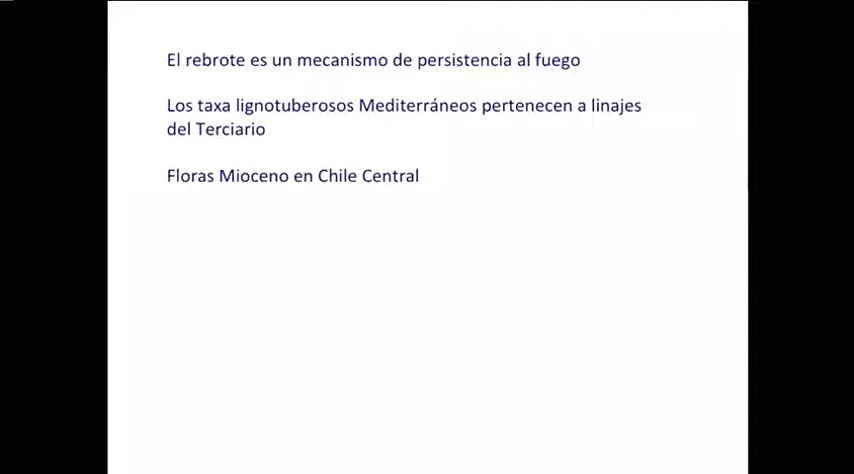 El rebrote es un mecanismo de persistencia al fuego
Los taxa lignotuberosos Mediterráneos pertenecen a linajes
del Terciario
Floras Mioceno en Chile Central